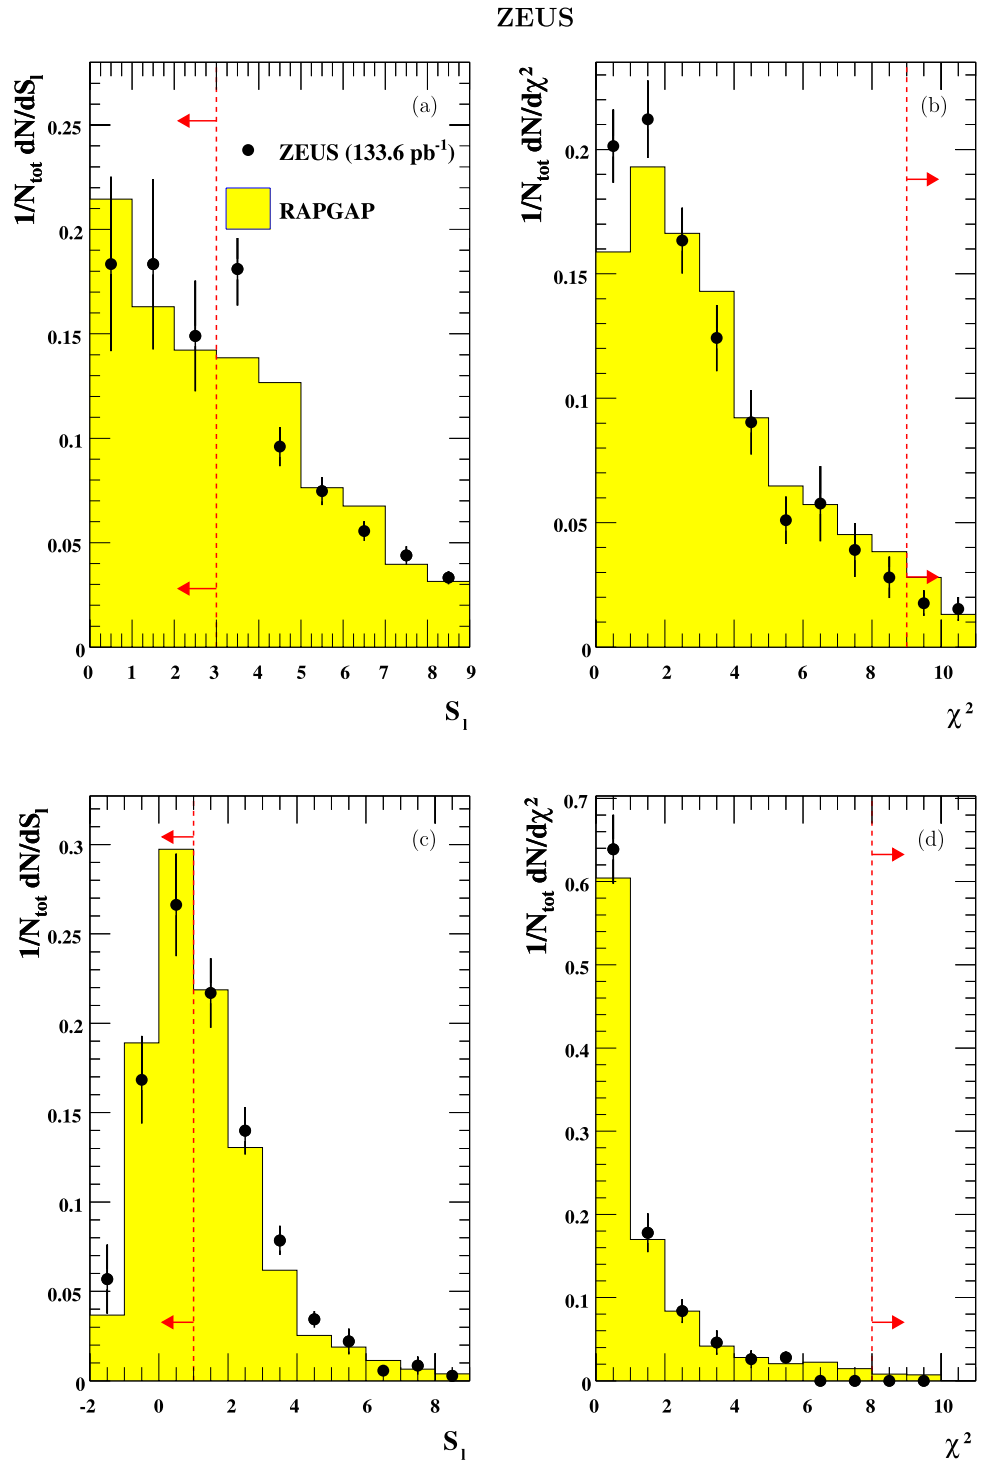 ZEUS
1/N_tot dN/dS_l
(a)
ZEUS (133.6 pb^-1)
RAPGAP
0.25
0.2
0.15
0.1
0.05
0
0 1 2 3 4 5 6 7 8 9
S_l
1/N_tot dN/dχ^2
(b)
0.2
0.15
0.1
0.05
0
0 2 4 6 8 10
χ^2
1/N_tot dN/dS_l
(c)
0.3
0.25
0.2
0.15
0.1
0.05
0
-2 0 2 4 6 8
S_l
1/N_tot dN/dχ^2
(d)
0.7
0.6
0.5
0.4
0.3
0.2
0.1
0
0 2 4 6 8 10
χ^2